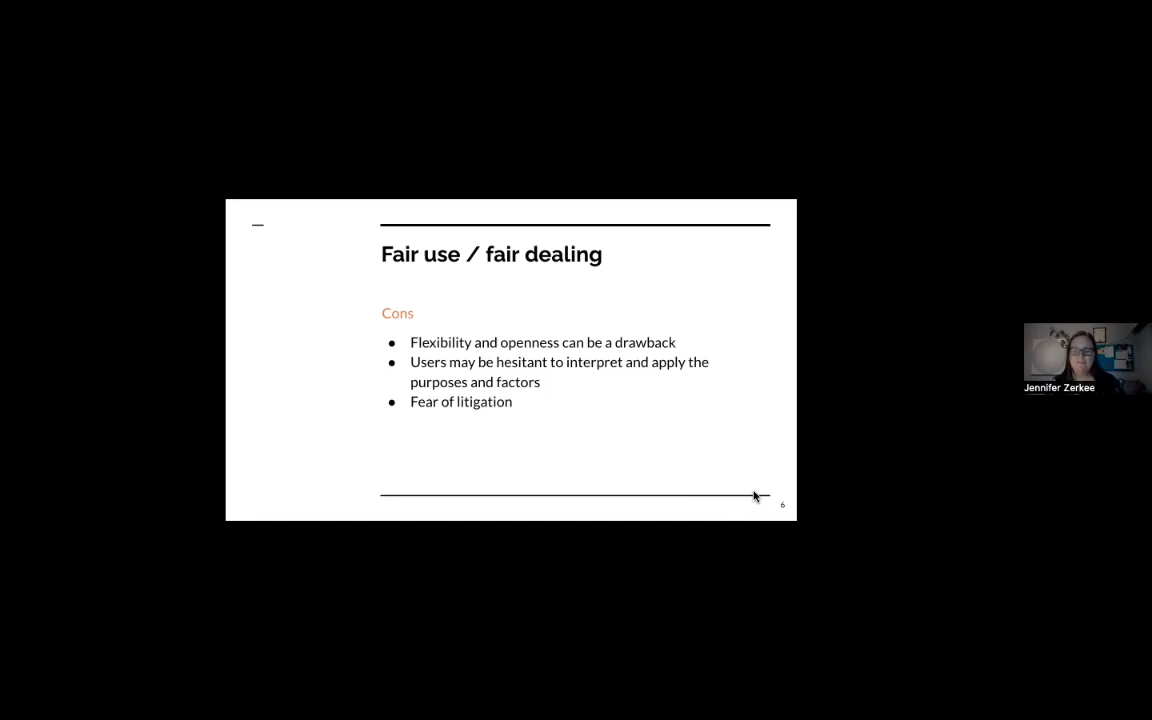 Fair use / fair dealing
Cons
● Flexibility and openness can be a drawback
● Users may be hesitant to interpret and apply the
purposes and factors
● Fear of litigation
6
Jennifer Zerkee